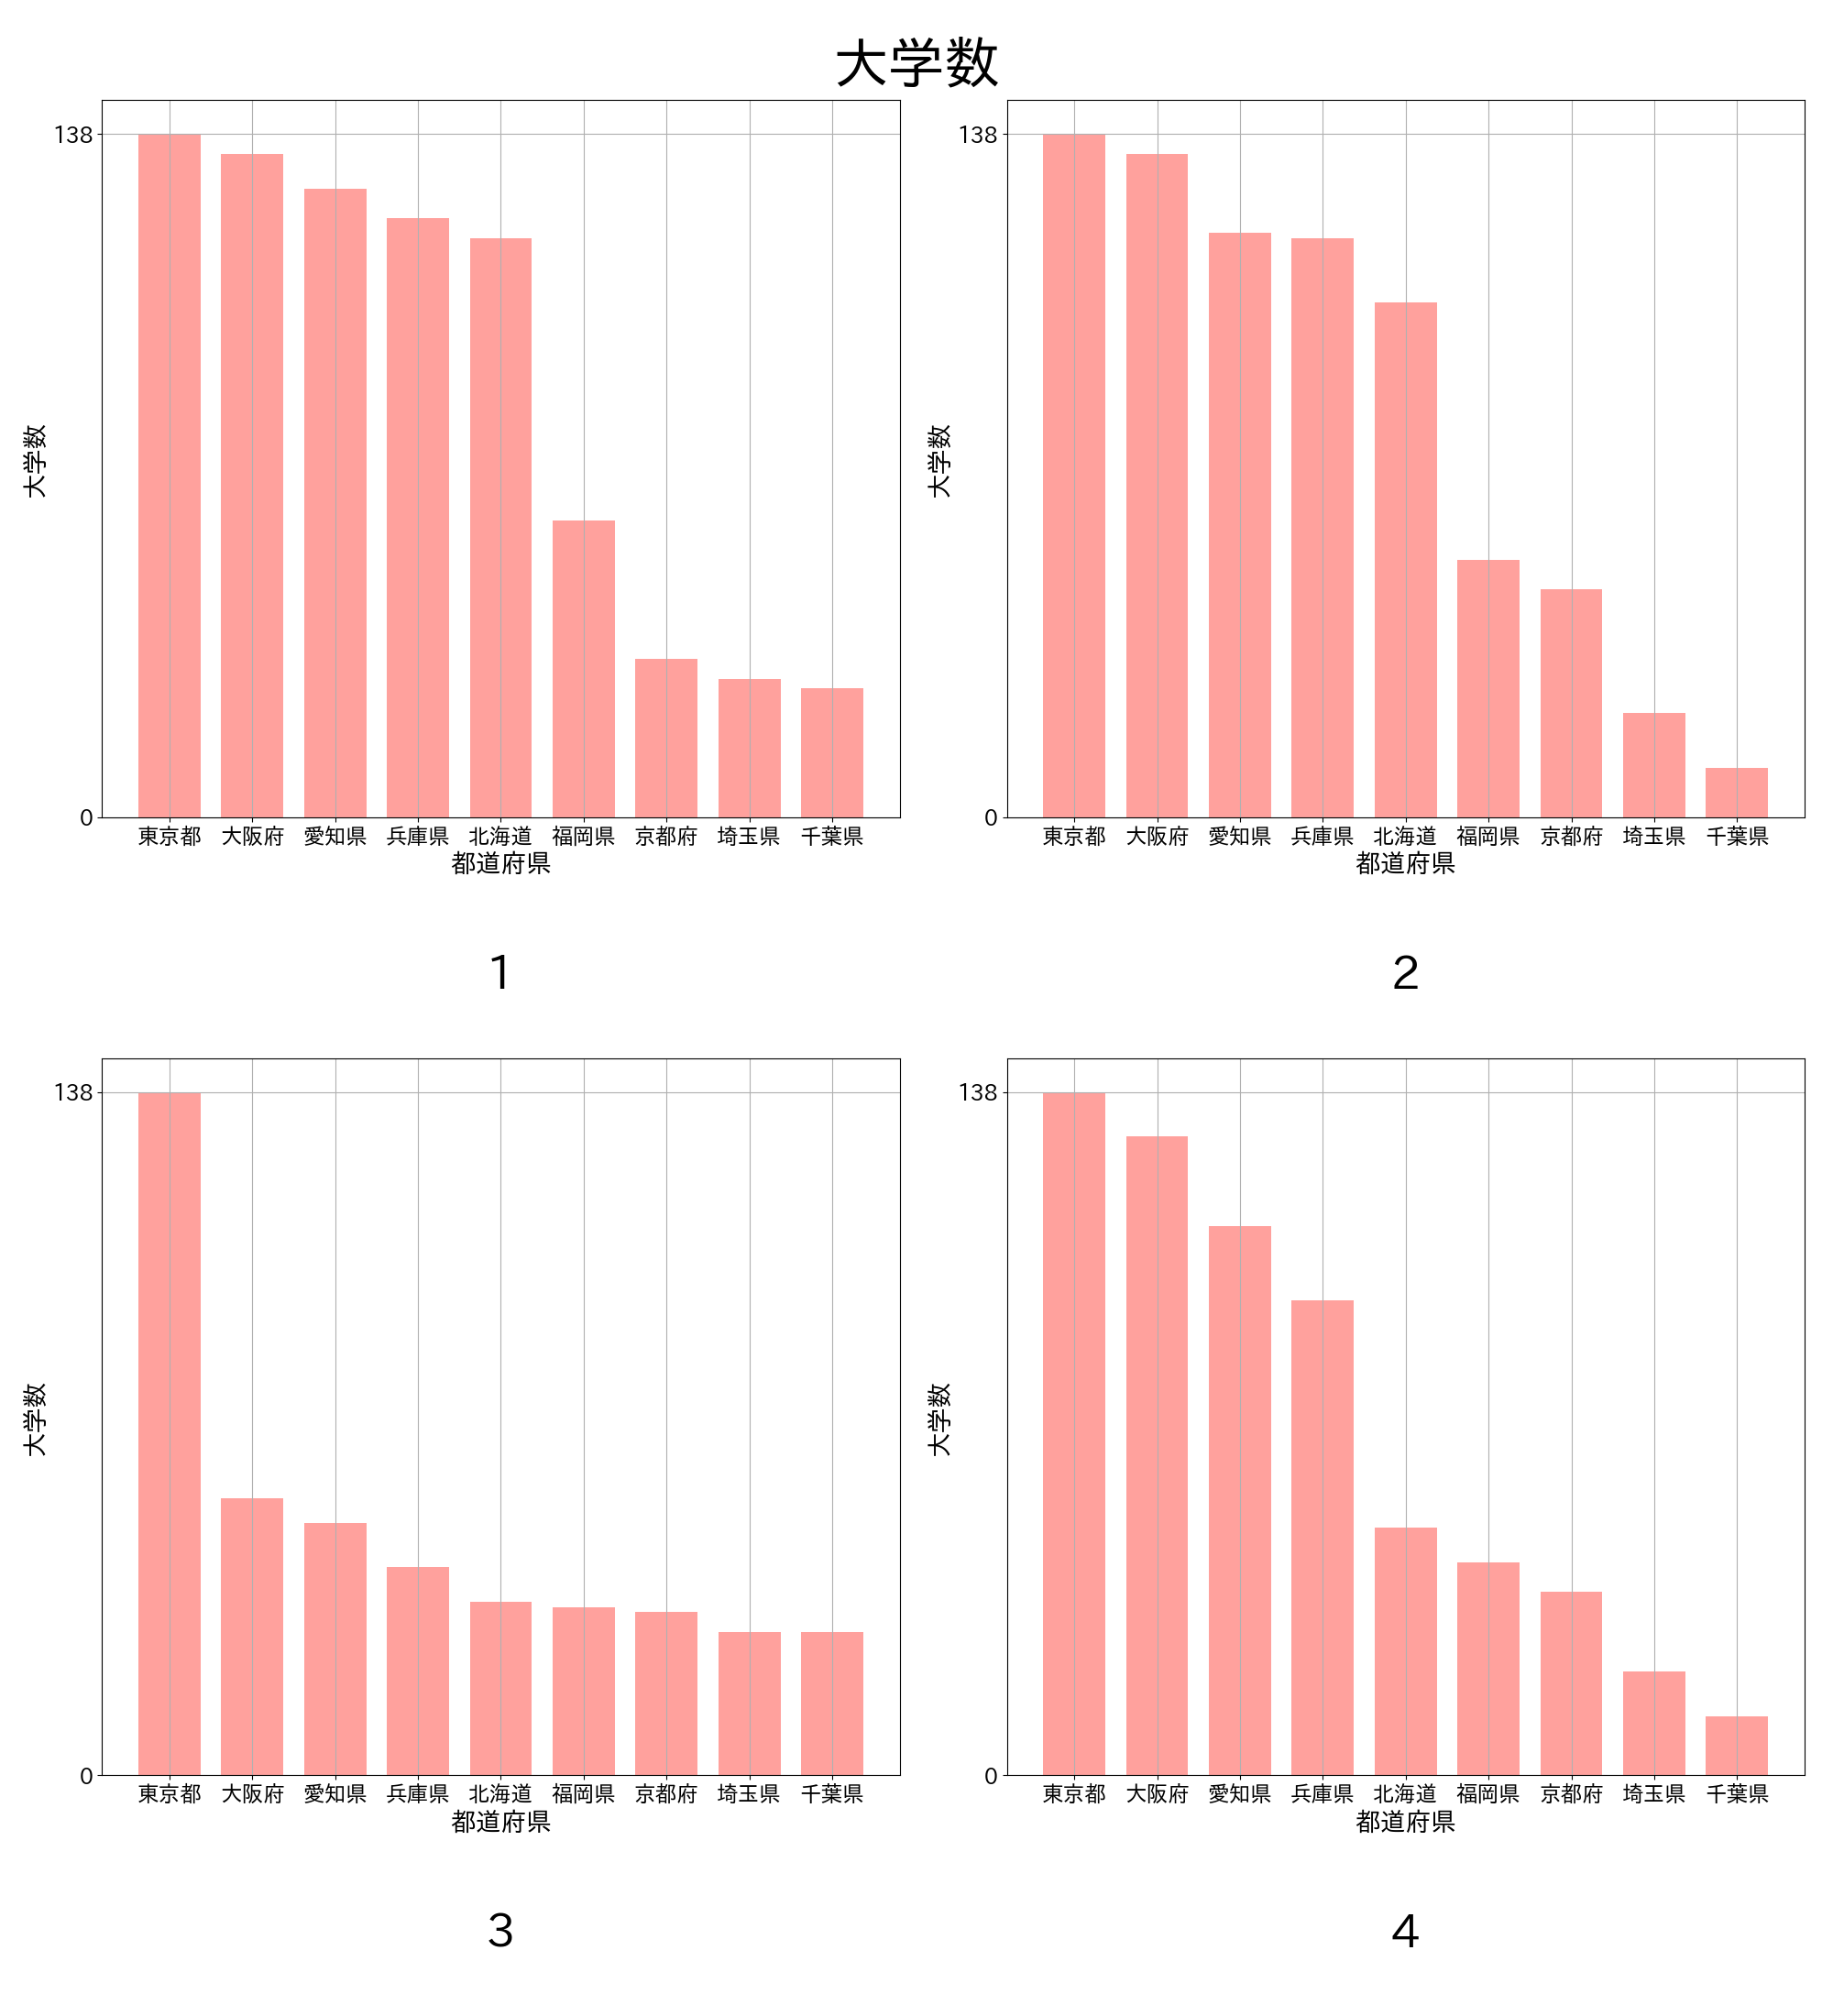 大学数
138
0
大学数
東京都 大阪府 愛知県 兵庫県 北海道 福岡県 京都府 埼玉県 千葉県
都道府県
1
138
0
大学数
東京都 大阪府 愛知県 兵庫県 北海道 福岡県 京都府 埼玉県 千葉県
都道府県
2
138
0
大学数
東京都 大阪府 愛知県 兵庫県 北海道 福岡県 京都府 埼玉県 千葉県
都道府県
3
138
0
大学数
東京都 大阪府 愛知県 兵庫県 北海道 福岡県 京都府 埼玉県 千葉県
都道府県
4